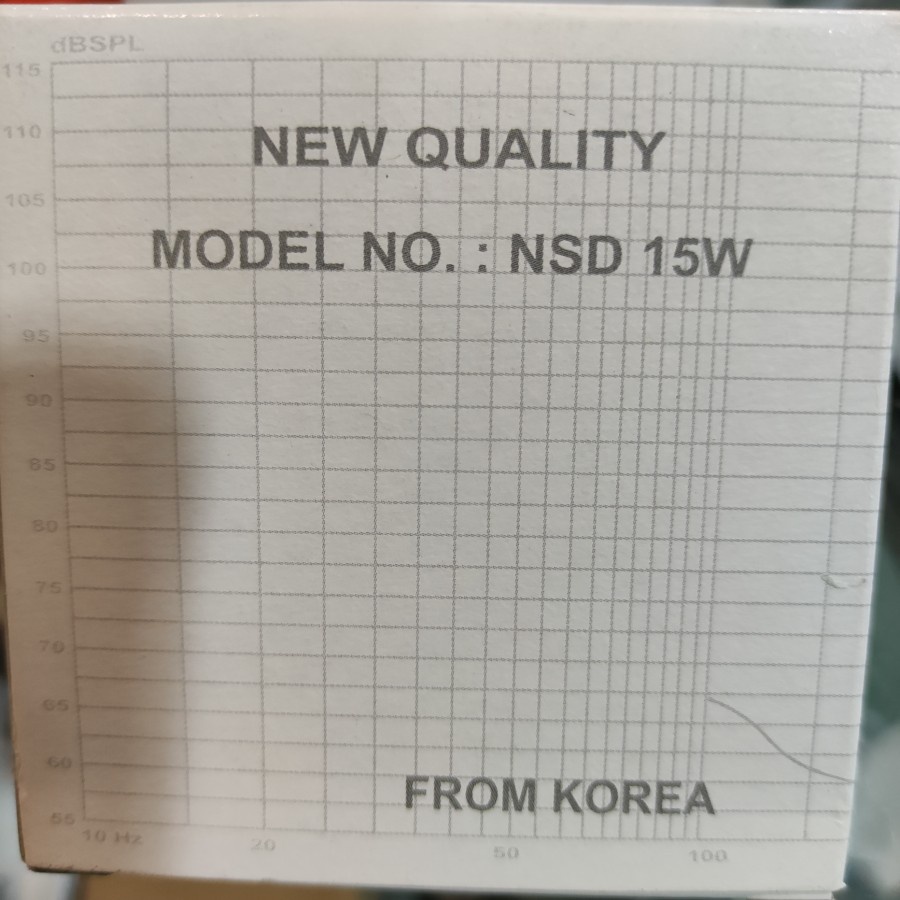 dBSPL
115
110
NEW QUALITY
105
MODEL NO. : NSD 15W
100
95
90
85
80
75
70
65
60
FROM KOREA
55
10 Hz 20 50 100